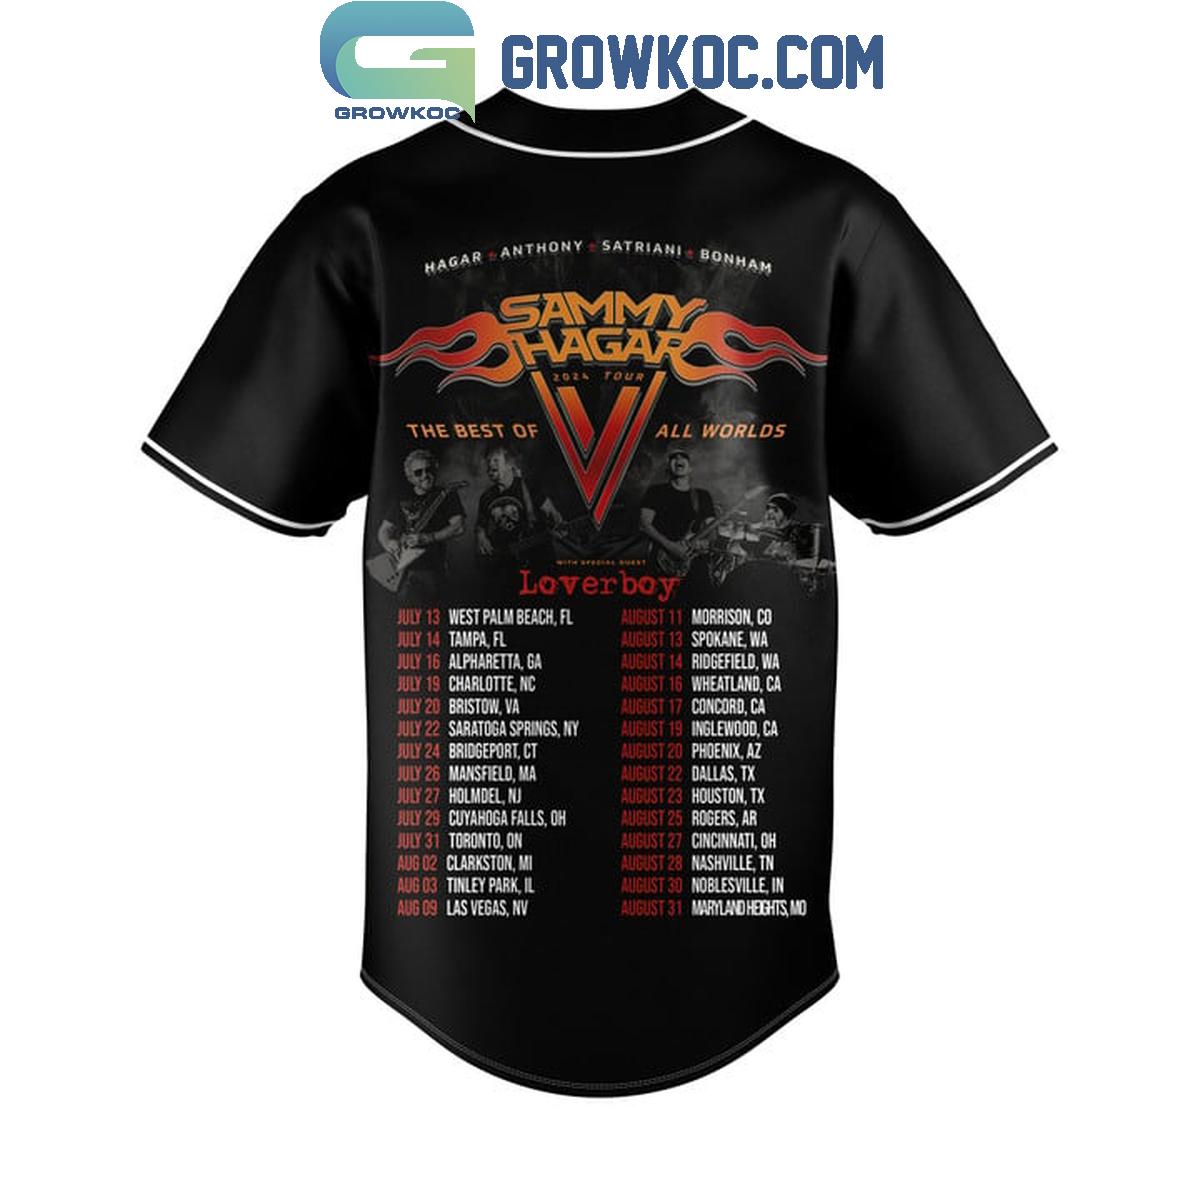 GROWKOC.COM
GROWKOC
HAGAR ANTHONY SATRIANI BONHAM
SAMMY
HAGAR
2024 TOUR
THE BEST OF ALL WORLDS
WITH SPECIAL GUEST
Loverboy
JULY 13 WEST PALM BEACH, FL
JULY 14 TAMPA, FL
JULY 16 ALPHARETTA, GA
JULY 19 CHARLOTTE, NC
JULY 20 BRISTOW, VA
JULY 22 SARATOGA SPRINGS, NY
JULY 24 BRIDGEPORT, CT
JULY 26 MANSFIELD, MA
JULY 27 HOLMDEL, NJ
JULY 29 CUYAHOGA FALLS, OH
JULY 31 TORONTO, ON
AUG 02 CLARKSTON, MI
AUG 03 TINLEY PARK, IL
AUG 09 LAS VEGAS, NV
AUGUST 11 MORRISON, CO
AUGUST 13 SPOKANE, WA
AUGUST 14 RIDGEFIELD, WA
AUGUST 16 WHEATLAND, CA
AUGUST 17 CONCORD, CA
AUGUST 19 INGLEWOOD, CA
AUGUST 20 PHOENIX, AZ
AUGUST 22 DALLAS, TX
AUGUST 23 HOUSTON, TX
AUGUST 25 ROGERS, AR
AUGUST 27 CINCINNATI, OH
AUGUST 28 NASHVILLE, TN
AUGUST 30 NOBLESVILLE, IN
AUGUST 31 MARYLAND HEIGHTS, MO